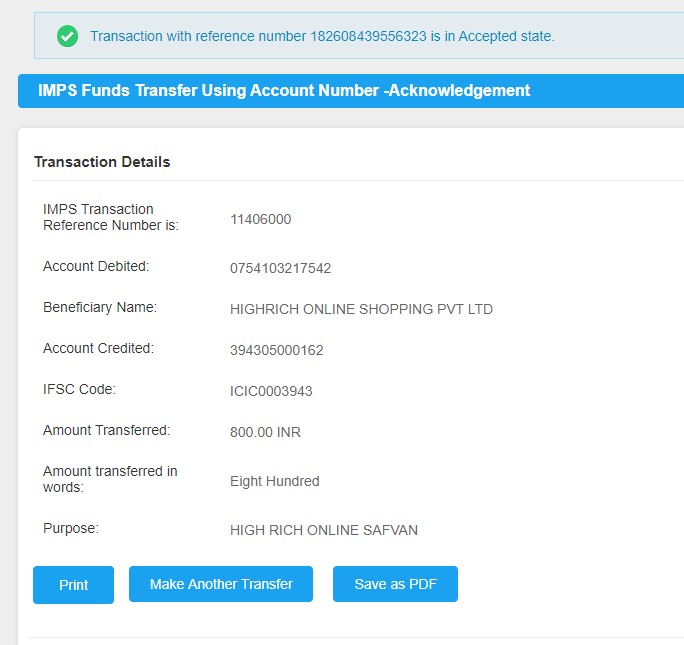 Transaction with reference number 182608439556323 is in Accepted state.
IMPS Funds Transfer Using Account Number -Acknowledgement
Transaction Details
IMPS Transaction
Reference Number is:
11406000
Account Debited:
0754103217542
Beneficiary Name:
HIGHRICH ONLINE SHOPPING PVT LTD
Account Credited:
394305000162
IFSC Code:
ICIC0003943
Amount Transferred:
800.00 INR
Amount transferred in
words:
Eight Hundred
Purpose:
HIGH RICH ONLINE SAFVAN
Print
Make Another Transfer
Save as PDF